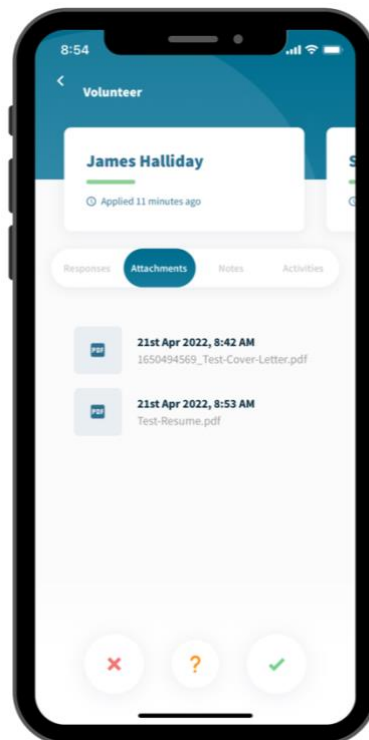 8:54
Volunteer
James Halliday
S
Applied 11 minutes ago
Responses Attachments Notes Activities
PDF
21st Apr 2022, 8:42 AM
1650494569_Test-Cover-Letter.pdf
PDF
21st Apr 2022, 8:53 AM
Test-Resume.pdf
?